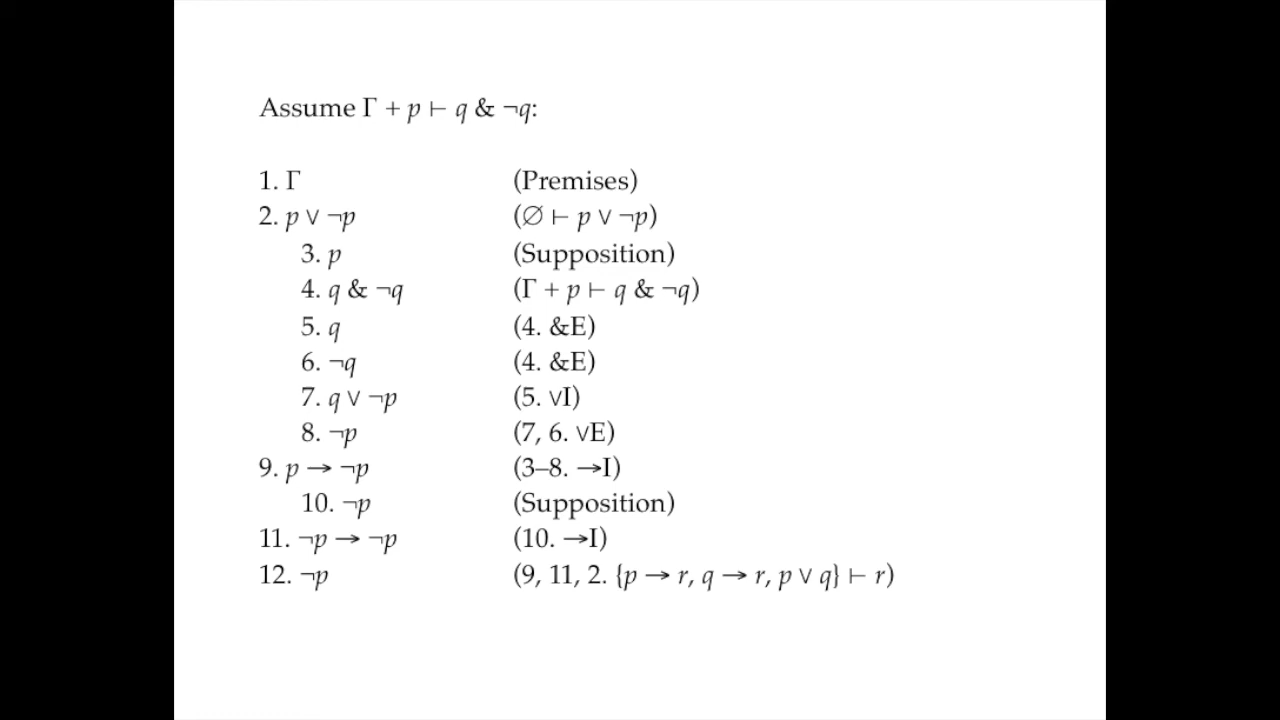 Assume Γ + p ⊢ q & ¬q:
1. Γ (Premises)
2. p ∨ ¬p (∅ ⊢ p ∨ ¬p)
3. p (Supposition)
4. q & ¬q (Γ + p ⊢ q & ¬q)
5. q (4. &E)
6. ¬q (4. &E)
7. q ∨ ¬p (5. ∨I)
8. ¬p (7, 6. ∨E)
9. p → ¬p (3–8. →I)
10. ¬p (Supposition)
11. ¬p → ¬p (10. →I)
12. ¬p (9, 11, 2. {p → r, q → r, p ∨ q} ⊢ r)